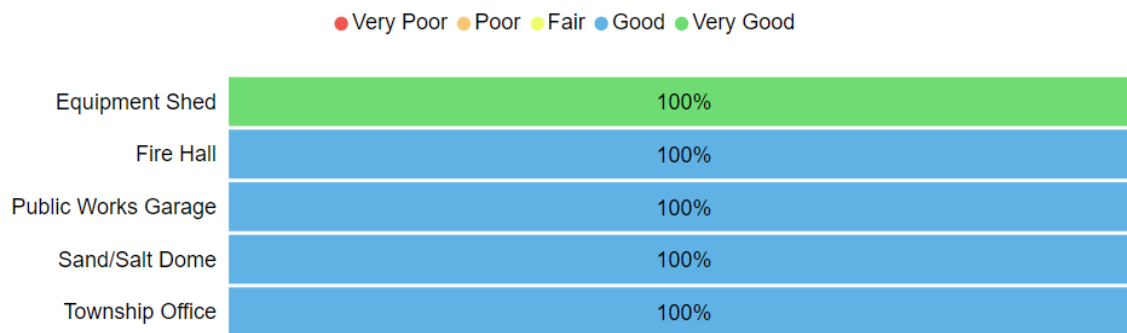 Very Poor Poor Fair Good Very Good
Equipment Shed 100%
Fire Hall 100%
Public Works Garage 100%
Sand/Salt Dome 100%
Township Office 100%